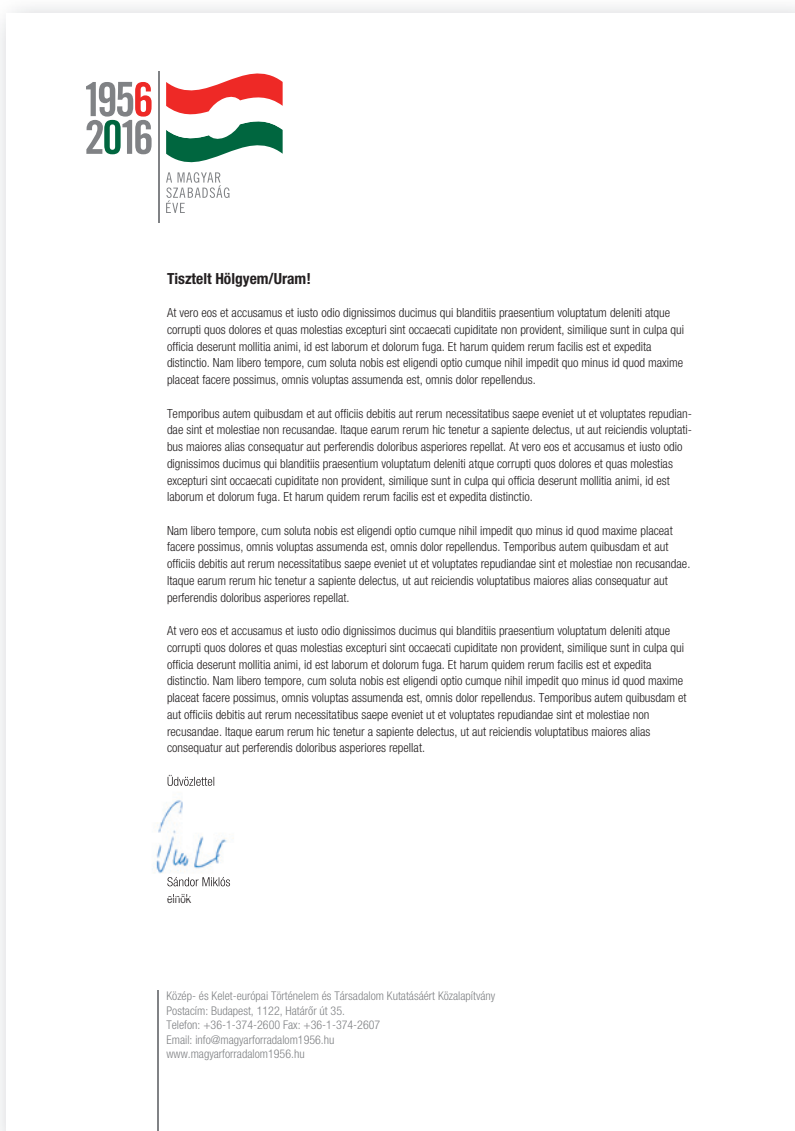 1956
2016
A MAGYAR
SZABADSÁG
ÉVE
Tisztelt Hölgyem/Uram!
At vero eos et accusamus et iusto odio dignissimos ducimus qui blanditiis praesentium voluptatum deleniti atque
corrupti quos dolores et quas molestias excepturi sint occaecati cupiditate non provident, similique sunt in culpa qui
officia deserunt mollitia animi, id est laborum et dolorum fuga. Et harum quidem rerum facilis est et expedita
distinctio. Nam libero tempore, cum soluta nobis est eligendi optio cumque nihil impedit quo minus id quod maxime
placeat facere possimus, omnis voluptas assumenda est, omnis dolor repellendus.
Temporibus autem quibusdam et aut officiis debitis aut rerum necessitatibus saepe eveniet ut et voluptates repudian-
dae sint et molestiae non recusandae. Itaque earum rerum hic tenetur a sapiente delectus, ut aut reiciendis voluptati-
bus maiores alias consequatur aut perferendis doloribus asperiores repellat. At vero eos et accusamus et iusto odio
dignissimos ducimus qui blanditiis praesentium voluptatum deleniti atque corrupti quos dolores et quas molestias
excepturi sint occaecati cupiditate non provident, similique sunt in culpa qui officia deserunt mollitia animi, id est
laborum et dolorum fuga. Et harum quidem rerum facilis est et expedita distinctio.
Nam libero tempore, cum soluta nobis est eligendi optio cumque nihil impedit quo minus id quod maxime placeat
facere possimus, omnis voluptas assumenda est, omnis dolor repellendus. Temporibus autem quibusdam et aut
officiis debitis aut rerum necessitatibus saepe eveniet ut et voluptates repudiandae sint et molestiae non recusandae.
Itaque earum rerum hic tenetur a sapiente delectus, ut aut reiciendis voluptatibus maiores alias consequatur aut
perferendis doloribus asperiores repellat.
At vero eos et accusamus et iusto odio dignissimos ducimus qui blanditiis praesentium voluptatum deleniti atque
corrupti quos dolores et quas molestias excepturi sint occaecati cupiditate non provident, similique sunt in culpa qui
officia deserunt mollitia animi, id est laborum et dolorum fuga. Et harum quidem rerum facilis est et expedita
distinctio. Nam libero tempore, cum soluta nobis est eligendi optio cumque nihil impedit quo minus id quod maxime
placeat facere possimus, omnis voluptas assumenda est, omnis dolor repellendus. Temporibus autem quibusdam et
aut officiis debitis aut rerum necessitatibus saepe eveniet ut et voluptates repudiandae sint et molestiae non
recusandae. Itaque earum rerum hic tenetur a sapiente delectus, ut aut reiciendis voluptatibus maiores alias
consequatur aut perferendis doloribus asperiores repellat.
Üdvözlettel
Sándor Miklós
elnök
Közép- és Kelet-európai Történelem és Társadalom Kutatásáért Közalapítvány
Postacím: Budapest, 1122, Határőr út 35.
Telefon: +36-1-374-2600 Fax: +36-1-374-2607
Email: info@magyarforradalom1956.hu
www.magyarforradalom1956.hu